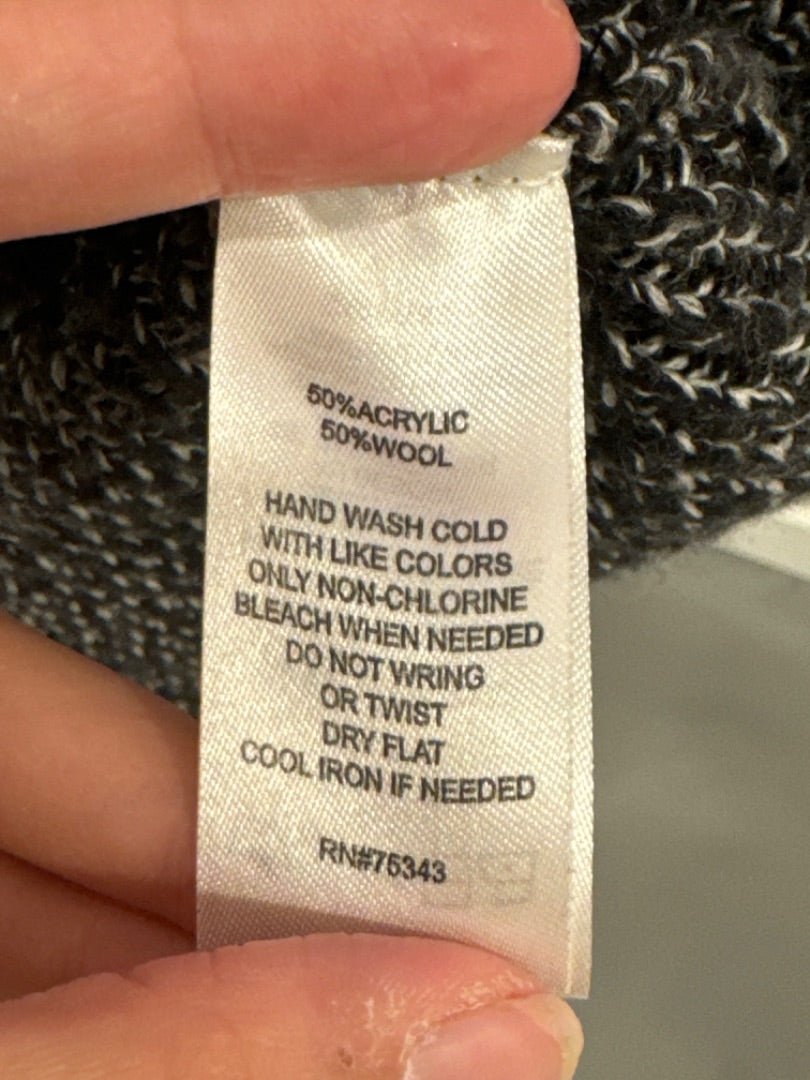 50%ACRYLIC
50%WOOL
HAND WASH COLD
WITH LIKE COLORS
ONLY NON-CHLORINE
BLEACH WHEN NEEDED
DO NOT WRING
OR TWIST
DRY FLAT
COOL IRON IF NEEDED
RN#75343